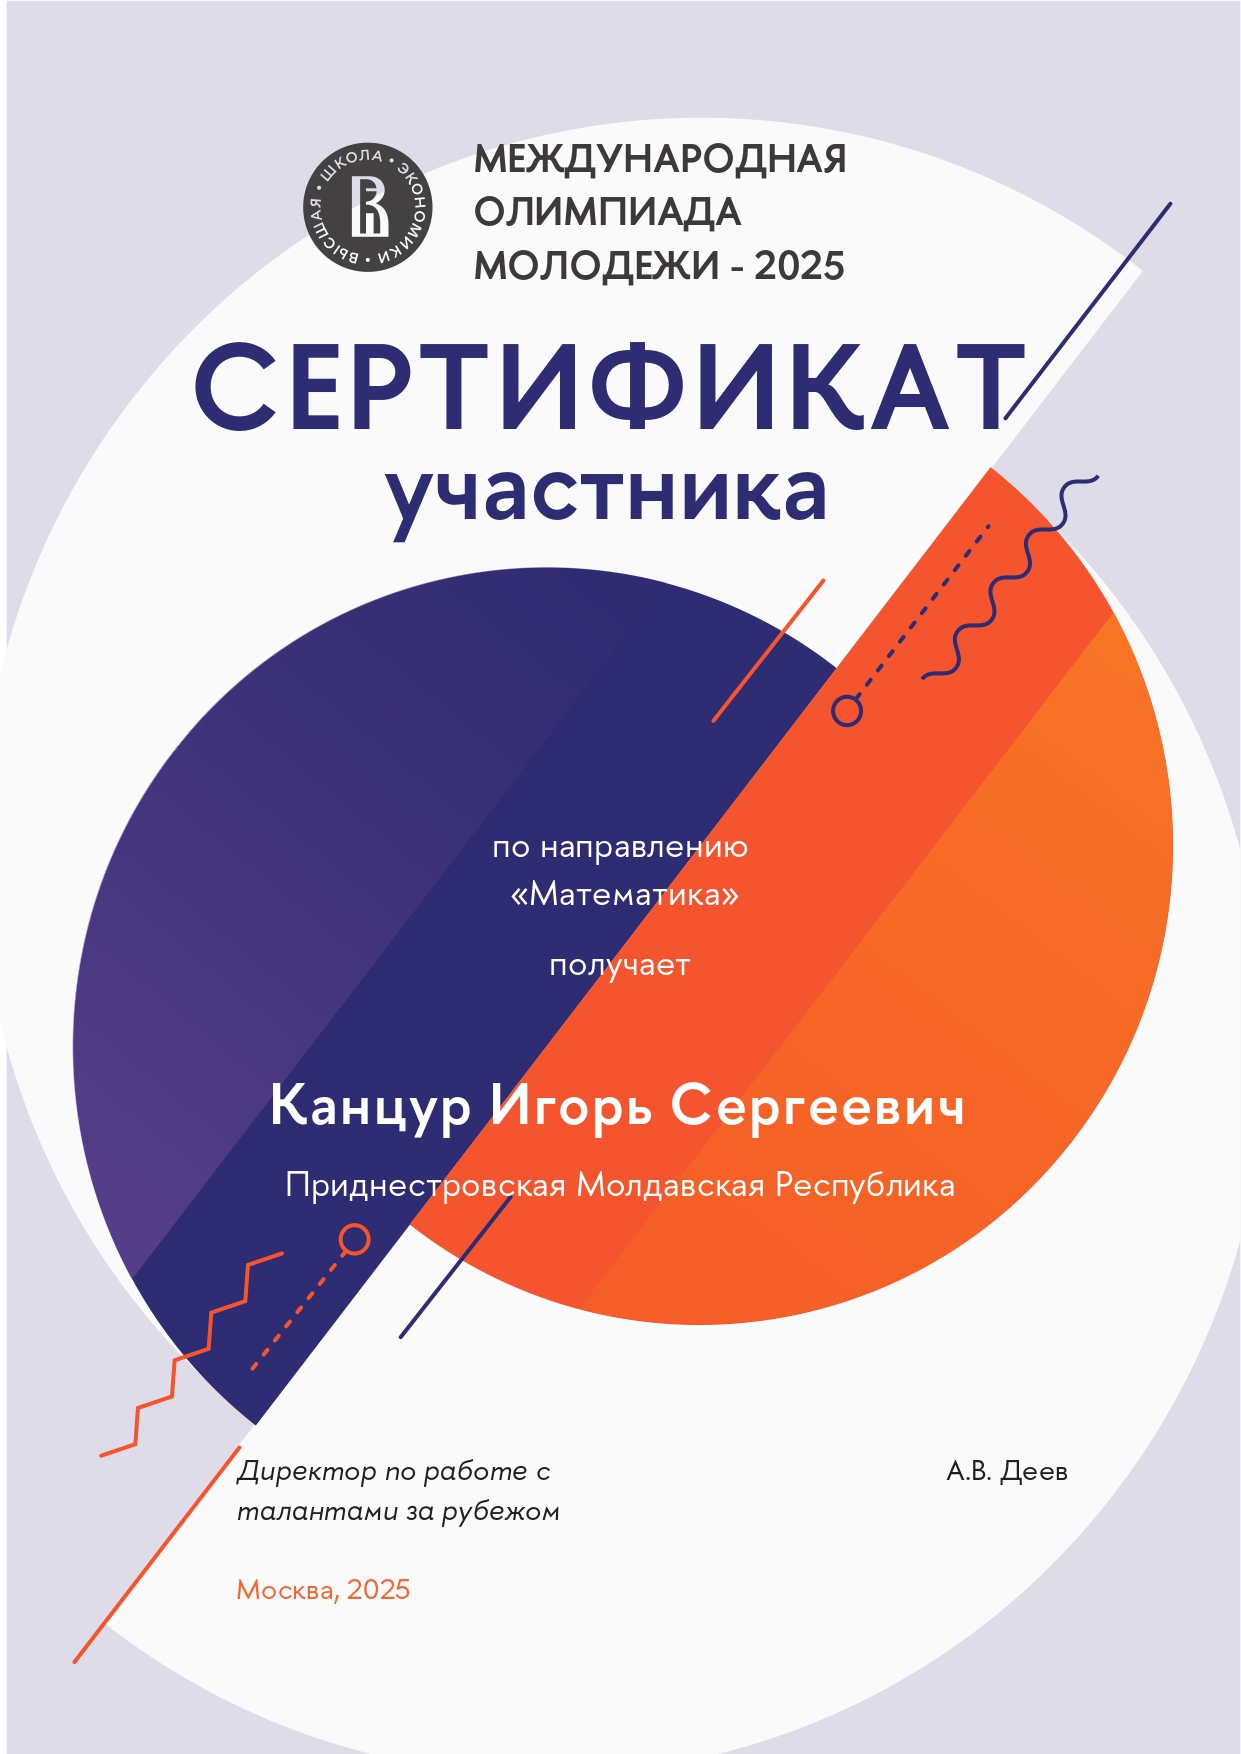 ВЫСШАЯ • ШКОЛА • ЭКОНОМИКИ •
МЕЖДУНАРОДНАЯ
ОЛИМПИАДА
МОЛОДЕЖИ - 2025
СЕРТИФИКАТ
участника
по направлению
«Математика»
получает
Канцур Игорь Сергеевич
Приднестровская Молдавская Республика
Директор по работе с
талантами за рубежом
А.В. Деев
Москва, 2025